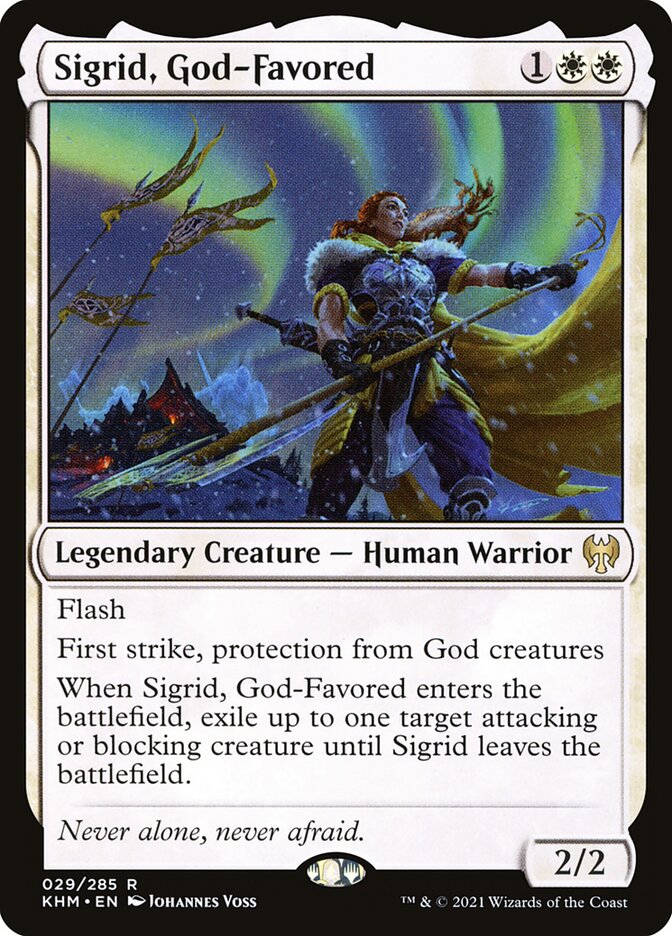 Sigrid, God-Favored 1
Legendary Creature — Human Warrior
Flash
First strike, protection from God creatures
When Sigrid, God-Favored enters the
battlefield, exile up to one target attacking
or blocking creature until Sigrid leaves the
battlefield.
Never alone, never afraid.
2/2
029/285 R
KHM • EN Johannes Voss
™ & © 2021 Wizards of the Coast